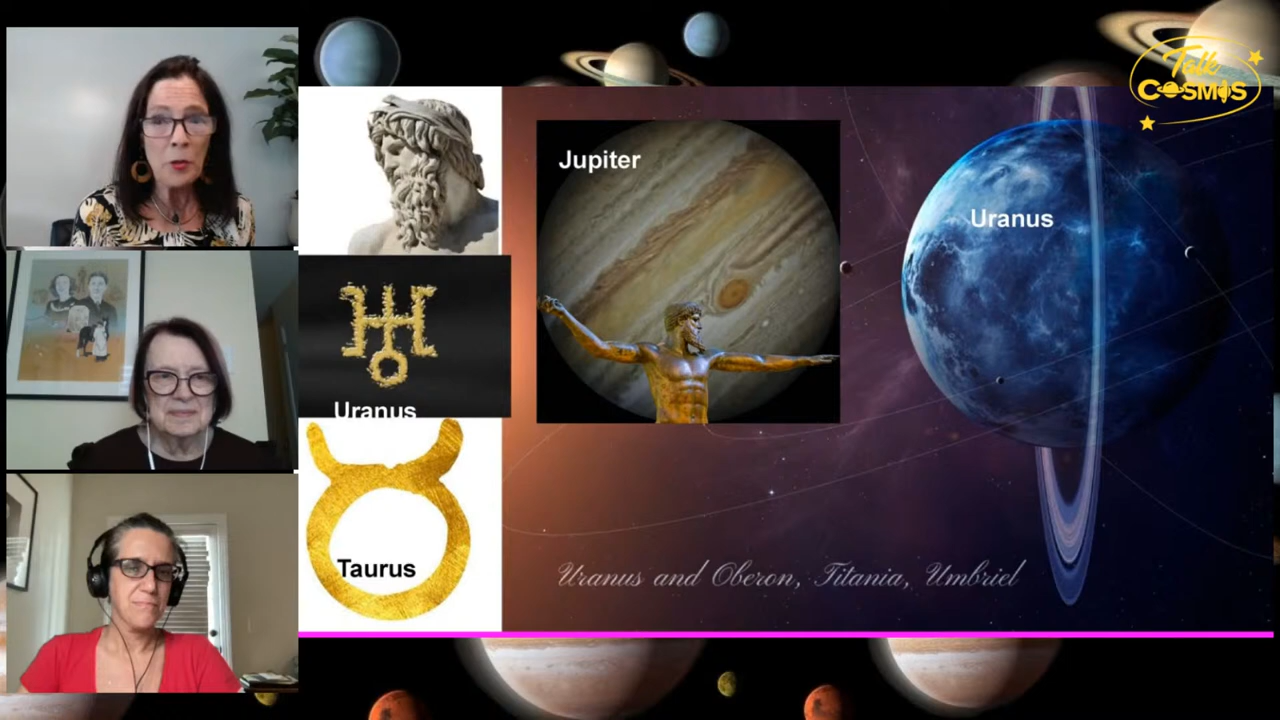 Talk
COSMOS
Jupiter
Uranus
Uranus
Taurus
Uranus and Oberon, Titania, Umbriel